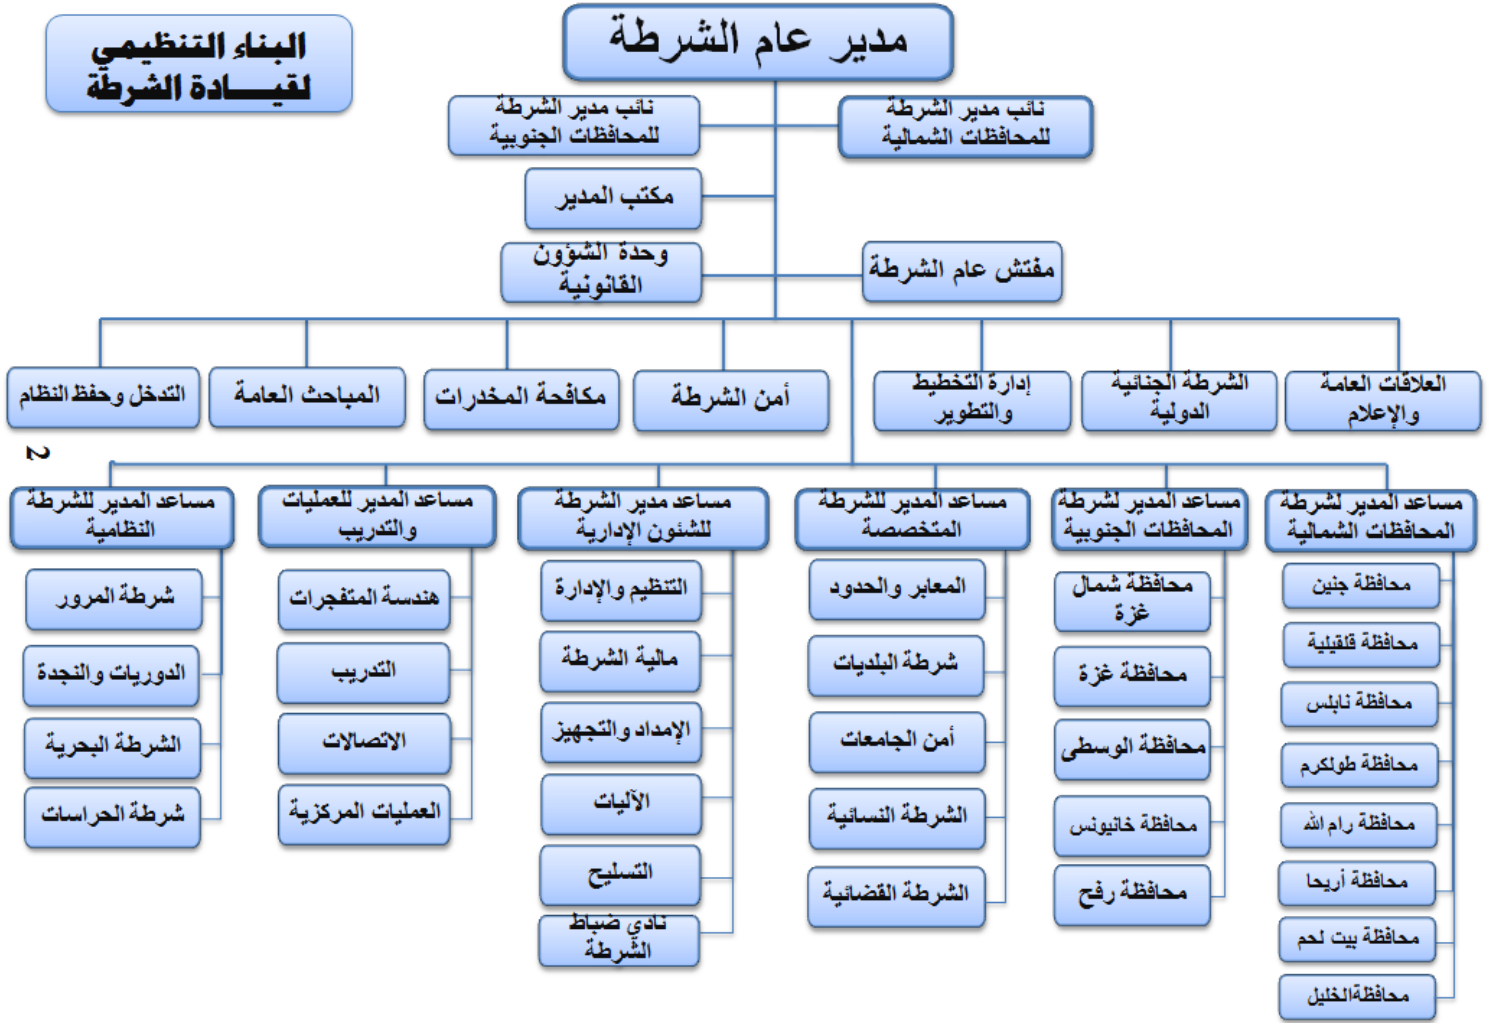 البناء التنظيمي
لقيـــادة الشرطة
مدير عام الشرطة
نائب مدير الشرطة
للمحافظات الشمالية
نائب مدير الشرطة
للمحافظات الجنوبية
مكتب المدير
مفتش عام الشرطة
وحدة الشؤون
القانونية
العلاقات العامة
والإعلام
الشرطة الجنائية
الدولية
إدارة التخطيط
والتطوير
أمن الشرطة
مكافحة المخدرات
المباحث العامة
التدخل وحفظ النظام
2
مساعد المدير لشرطة
المحافظات الشمالية
محافظة جنين
محافظة قلقيلية
محافظة نابلس
محافظة طولكرم
محافظة رام الله
محافظة أريحا
محافظة بيت لحم
محافظةالخليل
مساعد المدير لشرطة
المحافظات الجنوبية
محافظة شمال
غزة
محافظة غزة
محافظة الوسطى
محافظة خانيونس
محافظة رفح
مساعد المدير للشرطة
المتخصصة
المعابر والحدود
شرطة البلديات
أمن الجامعات
الشرطة النسائية
الشرطة القضائية
مساعد مدير الشرطة
للشئون الإدارية
التنظيم والإدارة
مالية الشرطة
الإمداد والتجهيز
الآليات
التسليح
نادي ضباط
الشرطة
مساعد المدير للعمليات
والتدريب
هندسة المتفجرات
التدريب
الاتصالات
العمليات المركزية
مساعد المدير للشرطة
النظامية
شرطة المرور
الدوريات والنجدة
الشرطة البحرية
شرطة الحراسات